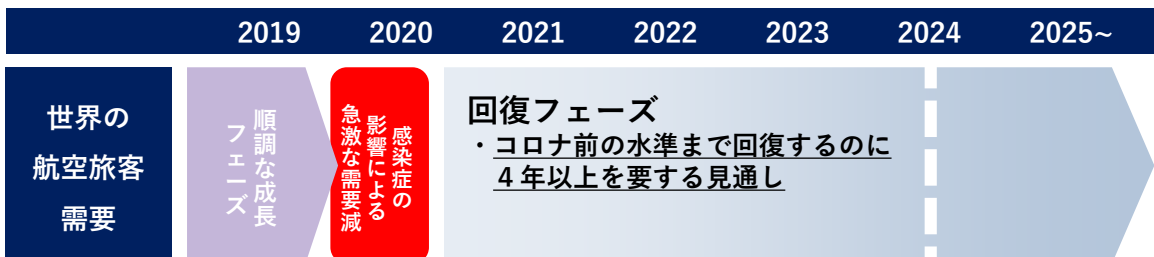 2019 2020 2021 2022 2023 2024 2025~
世界の
航空旅客
需要
順調な成長
フェーズ
感染症の
影響による
急激な需要減
回復フェーズ
・コロナ前の水準まで回復するのに
４年以上を要する見通し